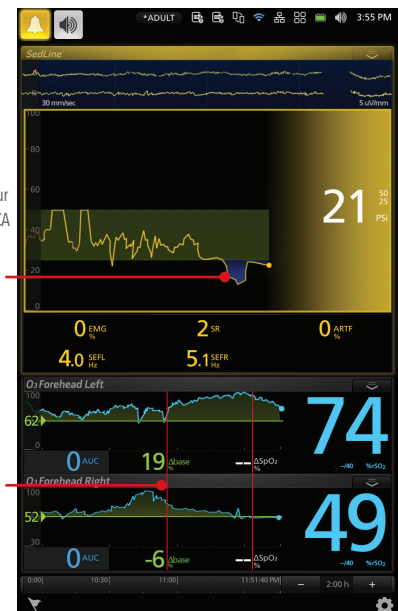 *ADULT 3:55 PM
SedLine
30 mm/sec 5 uV/mm
100
80
60
ur
40
CA
20
0
21 50 25 PSi
0 EMG % 2 SR 0 ARTF %
4.0 SEFL Hz 5.1 SEFR Hz
O3 Forehead Left
100
62
0
74
0 AUC 19 Δbase % -- ΔSpO2 % --/40 %rSO2
O3 Forehead Right
100
52
30
49
0 AUC -6 Δbase % -- ΔSpO2 % --/40 %rSO2
0:00 10:30 11:00 11:51:40 PM − 2:00 h +